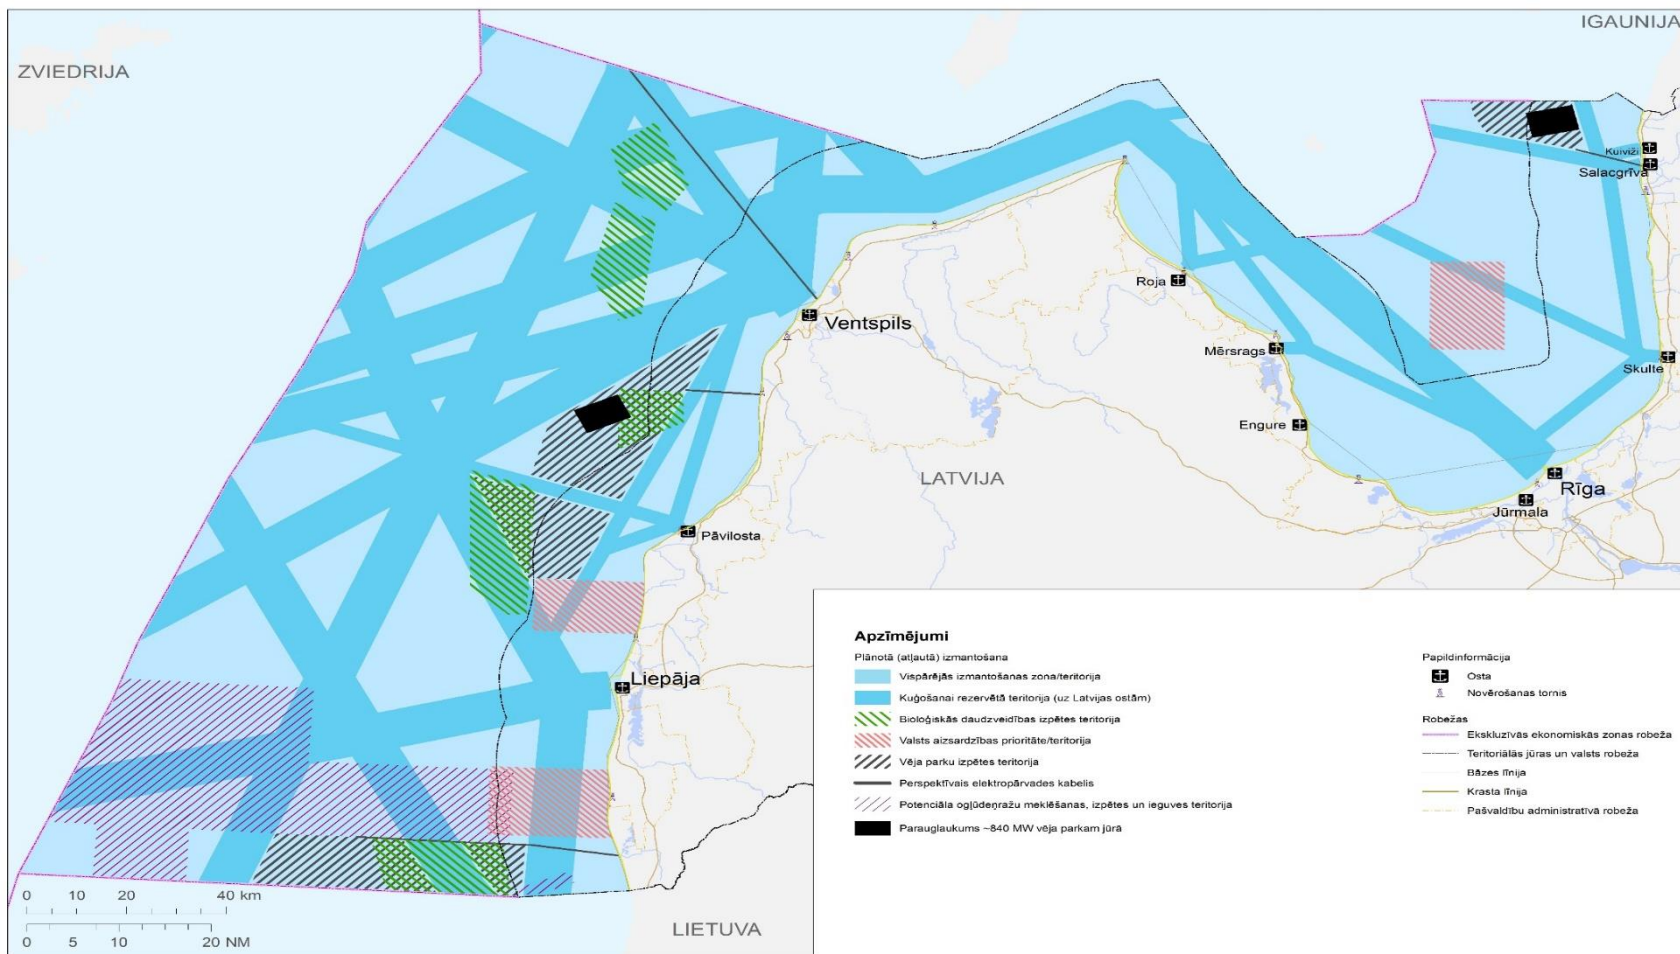 IGAUNIJA
ZVIEDRIJA
Kuiviži
Salacgrīva
Roja
Ventspils
Mērsrags
Skulte
Engure
LATVIJA
Rīga
Jūrmala
Pāvilosta
Liepāja
LIETUVA
0 10 20 40 km
0 5 10 20 NM
Apzīmējumi
Plānotā (atļautā) izmantošana
Vispārējās izmantošanas zona/teritorija
Kuģošanai rezervētā teritorija (uz Latvijas ostām)
Bioloģiskās daudzveidības izpētes teritorija
Valsts aizsardzības prioritāte/teritorija
Vēja parku izpētes teritorija
Perspektīvais elektropārvades kabelis
Potenciāla ogļūdeņražu meklēšanas, izpētes un ieguves teritorija
Parauglaukums ~840 MW vēja parkam jūrā
Papildinformācija
Osta
Novērošanas tornis
Robežas
Ekskluzīvās ekonomiskās zonas robeža
Teritoriālās jūras un valsts robeža
Bāzes līnija
Krasta līnija
Pašvaldību administratīvā robeža